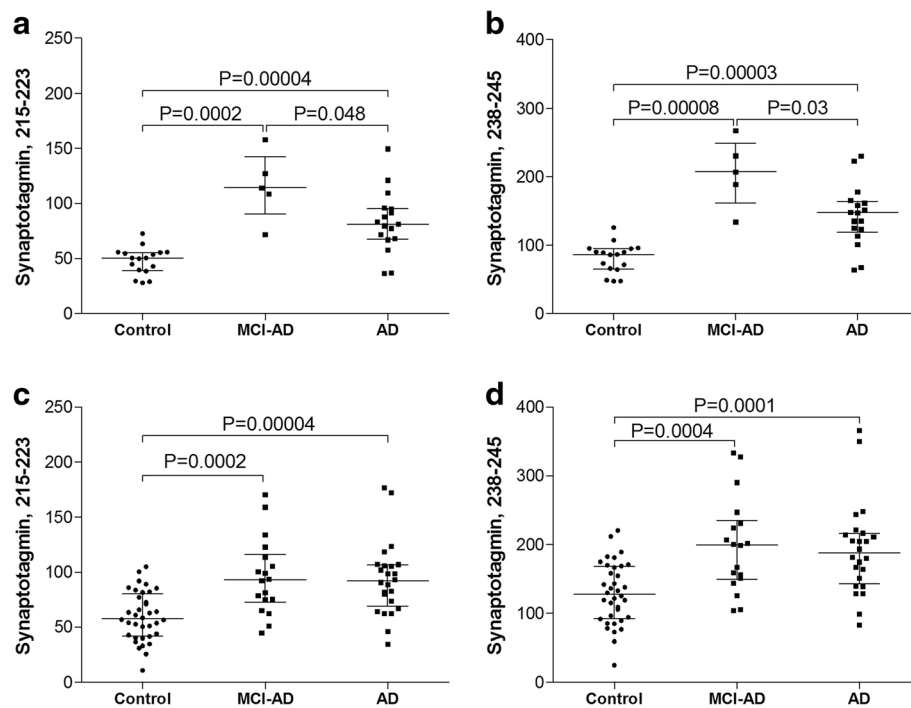 a
250
200
150
100
50
0
Synaptotagmin, 215-223
P=0.00004
P=0.0002
P=0.048
Control
MCI-AD
AD
b
400
300
200
100
0
Synaptotagmin, 238-245
P=0.00003
P=0.00008
P=0.03
Control
MCI-AD
AD
c
250
200
150
100
50
0
Synaptotagmin, 215-223
P=0.00004
P=0.0002
Control
MCI-AD
AD
d
400
300
200
100
0
Synaptotagmin, 238-245
P=0.0001
P=0.0004
Control
MCI-AD
AD